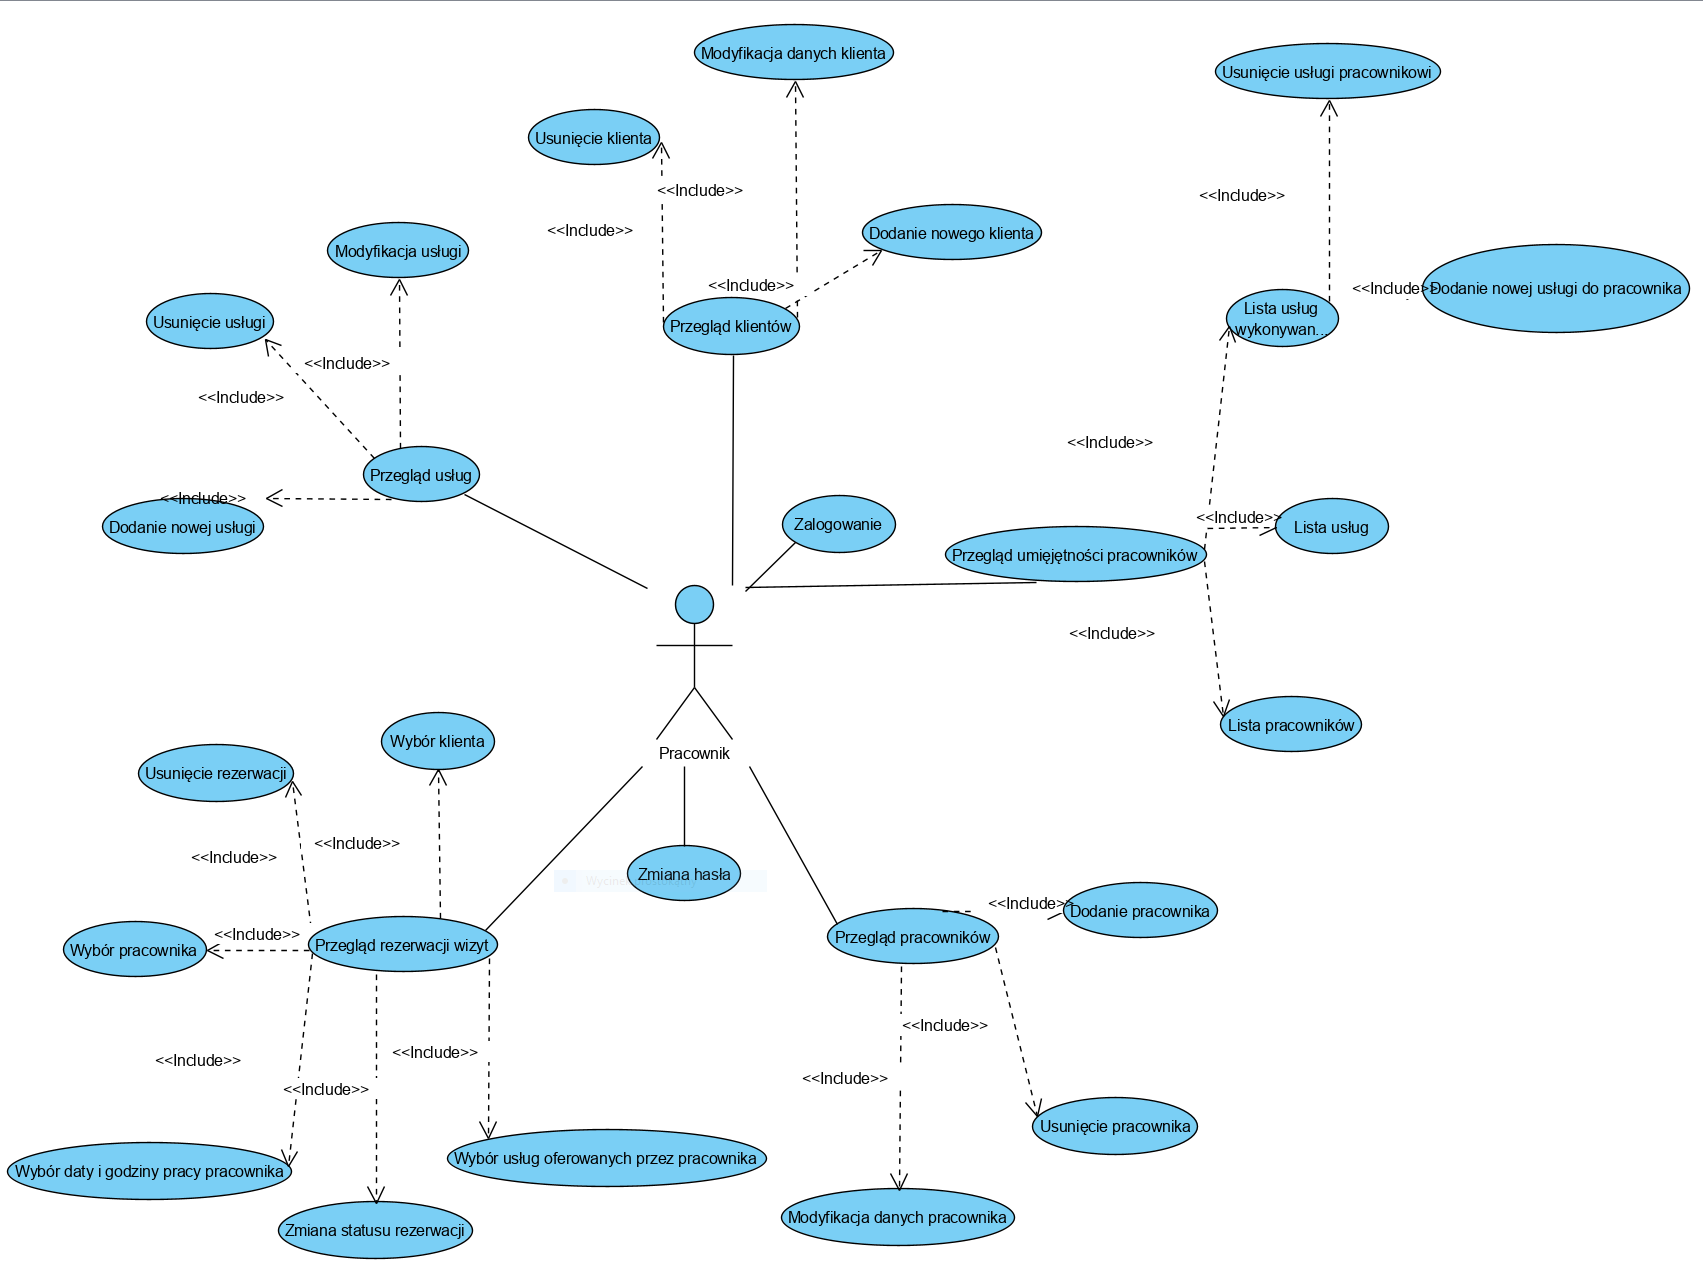 Modyfikacja danych klienta
Usunięcie usługi pracownikowi
Usunięcie klienta
<<Include>>
<<Include>>
<<Include>>
Dodanie nowego klienta
Modyfikacja usługi
<<Include>>
<<Include>>
Dodanie nowej usługi do pracownika
Lista usług
wykonywan...
Usunięcie usługi
Przegląd klientów
<<Include>>
<<Include>>
<<Include>>
Przegląd usług
<<Include>>
Dodanie nowej usługi
Zalogowanie
<<Include>>
Lista usług
Przegląd umięjętności pracowników
<<Include>>
Lista pracowników
Wybór klienta
Pracownik
Usunięcie rezerwacji
<<Include>>
<<Include>>
Zmiana hasła
<<Include>>
Dodanie pracownika
<<Include>>
Wybór pracownika
Przegląd rezerwacji wizyt
Przegląd pracowników
<<Include>>
<<Include>>
<<Include>>
<<Include>>
<<Include>>
Usunięcie pracownika
Wybór daty i godziny pracy pracownika
Wybór usług oferowanych przez pracownika
Zmiana statusu rezerwacji
Modyfikacja danych pracownika